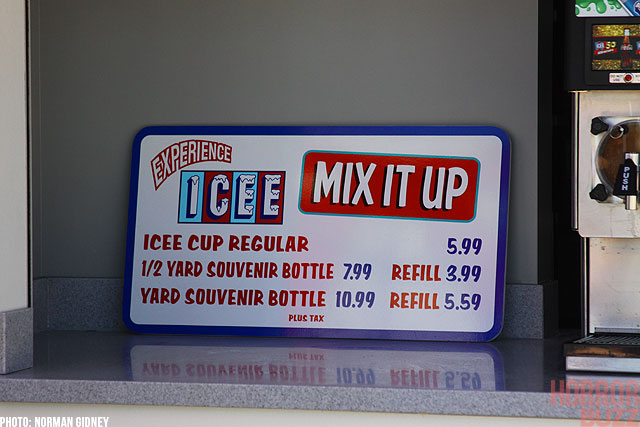 EXPERIENCE
ICEE
MIX IT UP
ICEE CUP REGULAR 5.99
1/2 YARD SOUVENIR BOTTLE 7.99 REFILL 3.99
YARD SOUVENIR BOTTLE 10.99 REFILL 5.59
PLUS TAX
PUSH
PHOTO: NORMAN GIDNEY
HORROR
BUZZ